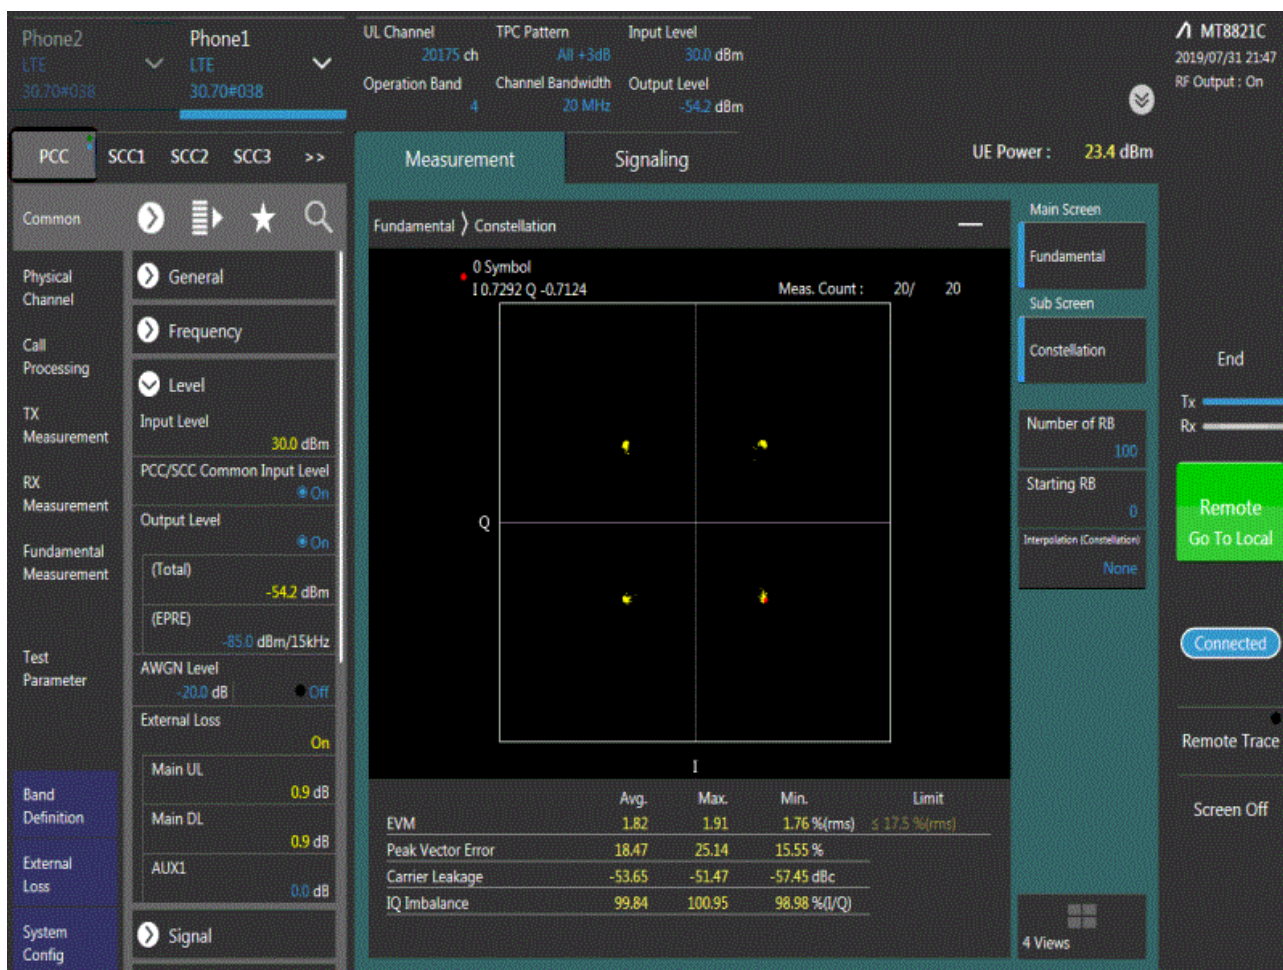 Phone2
LTE
30.70#038
Phone1
LTE
30.70#038
UL Channel
20175 ch
TPC Pattern
All +3dB
Input Level
30.0 dBm
Operation Band
4
Channel Bandwidth
20 MHz
Output Level
-54.2 dBm
MT8821C
2019/07/31 21:47
RF Output : On
PCC SCC1 SCC2 SCC3 >>
Measurement
Signaling
UE Power : 23.4 dBm
Common
Physical
Channel
Call
Processing
TX
Measurement
RX
Measurement
Fundamental
Measurement
Test
Parameter
Band
Definition
External
Loss
System
Config
General
Frequency
Level
Input Level
30.0 dBm
PCC/SCC Common Input Level
On
Output Level
On
(Total)
-54.2 dBm
(EPRE)
-85.0 dBm/15kHz
AWGN Level
-20.0 dB Off
External Loss
On
Main UL
0.9 dB
Main DL
0.9 dB
AUX1
0.0 dB
Signal
Fundamental 〉 Constellation
0 Symbol
I 0.7292 Q -0.7124
Meas. Count : 20/ 20
Q
I
Avg. Max. Min. Limit
EVM 1.82 1.91 1.76 %(rms) ≤ 17.5 %(rms)
Peak Vector Error 18.47 25.14 15.55 %
Carrier Leakage -53.65 -51.47 -57.45 dBc
IQ Imbalance 99.84 100.95 98.98 %(I/Q)
Main Screen
Fundamental
Sub Screen
Constellation
Number of RB
100
Starting RB
0
Interpolation (Constellation)
None
4 Views
End
Tx
Rx
Remote
Go To Local
Connected
Remote Trace
Screen Off